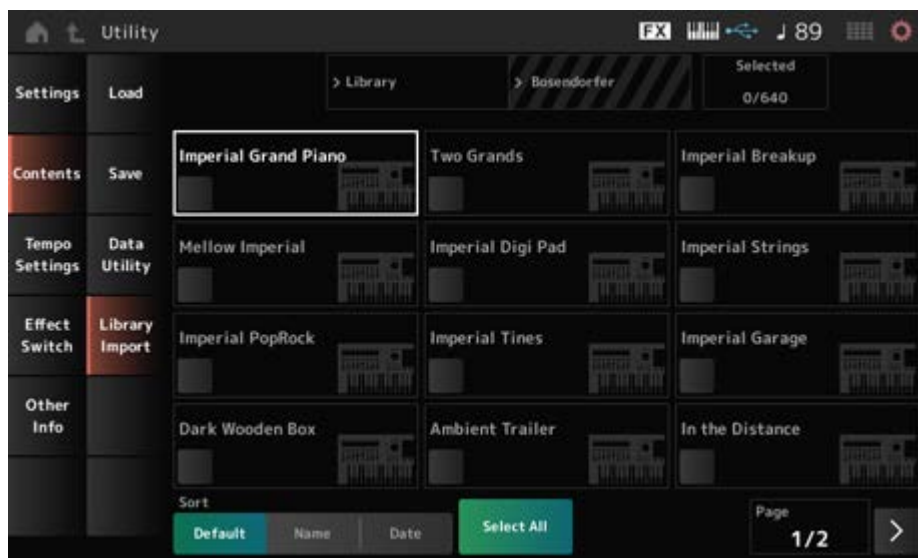 Utility
FX
♩ 89
Settings
Load
> Library
> Bosendorfer
Selected
0/640
Contents
Save
Imperial Grand Piano
Two Grands
Imperial Breakup
Tempo
Settings
Data
Utility
Mellow Imperial
Imperial Digi Pad
Imperial Strings
Effect
Switch
Library
Import
Imperial PopRock
Imperial Tines
Imperial Garage
Other
Info
Dark Wooden Box
Ambient Trailer
In the Distance
Sort
Default
Name
Date
Select All
Page
1/2
>